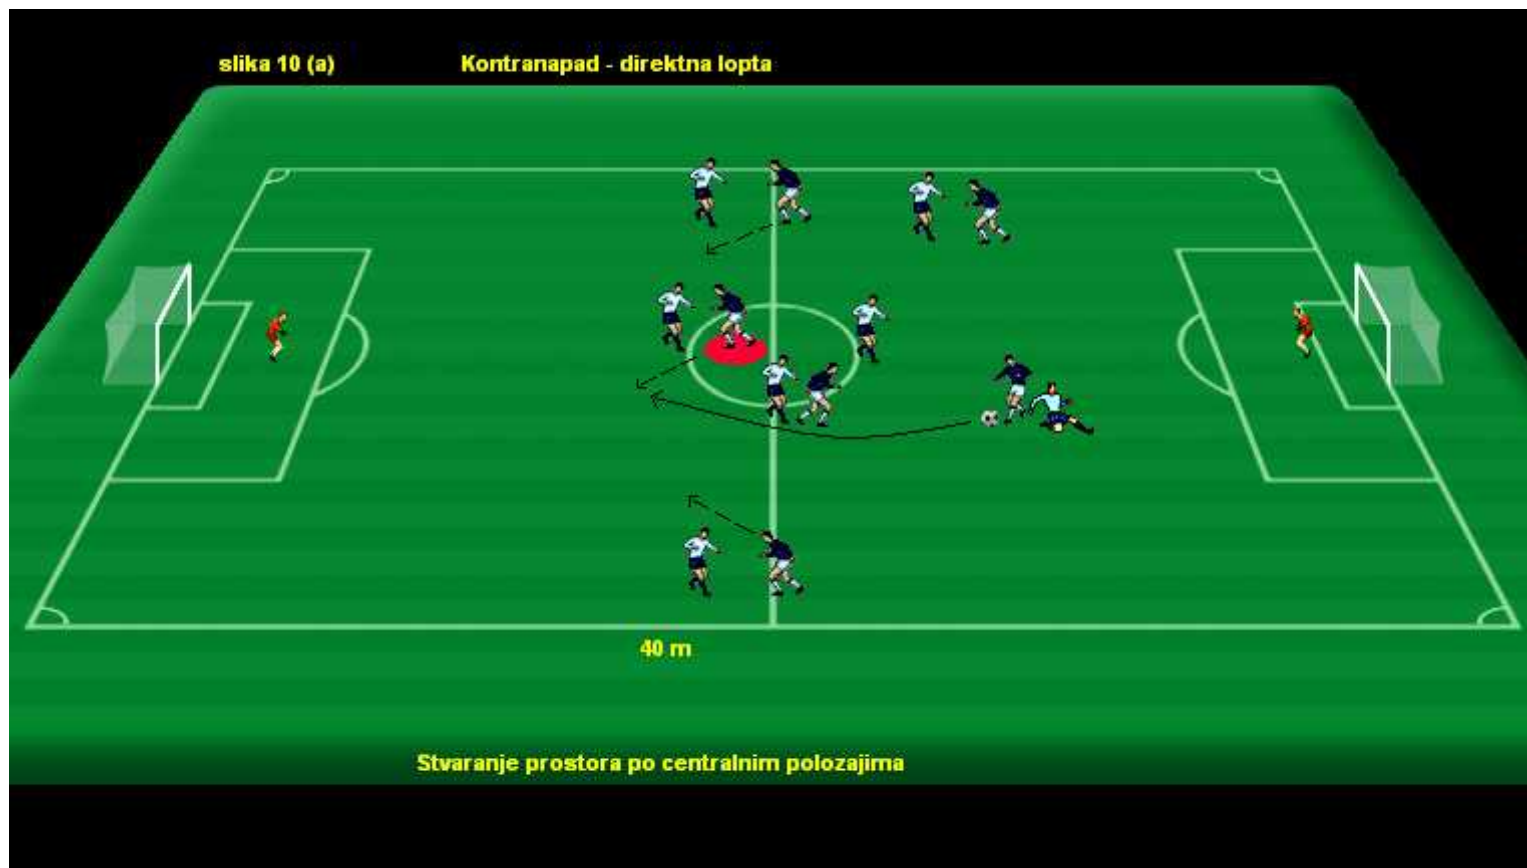 slika 10 (a)
Kontranapad - direktna lopta
40 m
Stvaranje prostora po centralnim polozajima